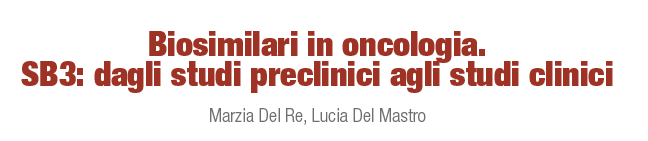 Biosimilari in oncologia.
SB3: dagli studi preclinici agli studi clinici
Marzia Del Re, Lucia Del Mastro